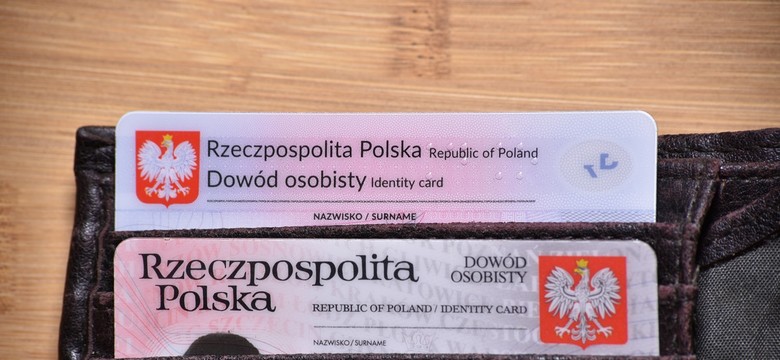 Rzeczpospolita Polska Republic of Poland
Dowód osobisty Identity card
NAZWISKO / SURNAME
Rzeczpospolita
Polska
DOWÓD
OSOBISTY
REPUBLIC OF POLAND / IDENTITY CARD
NAZWISKO / SURNAME